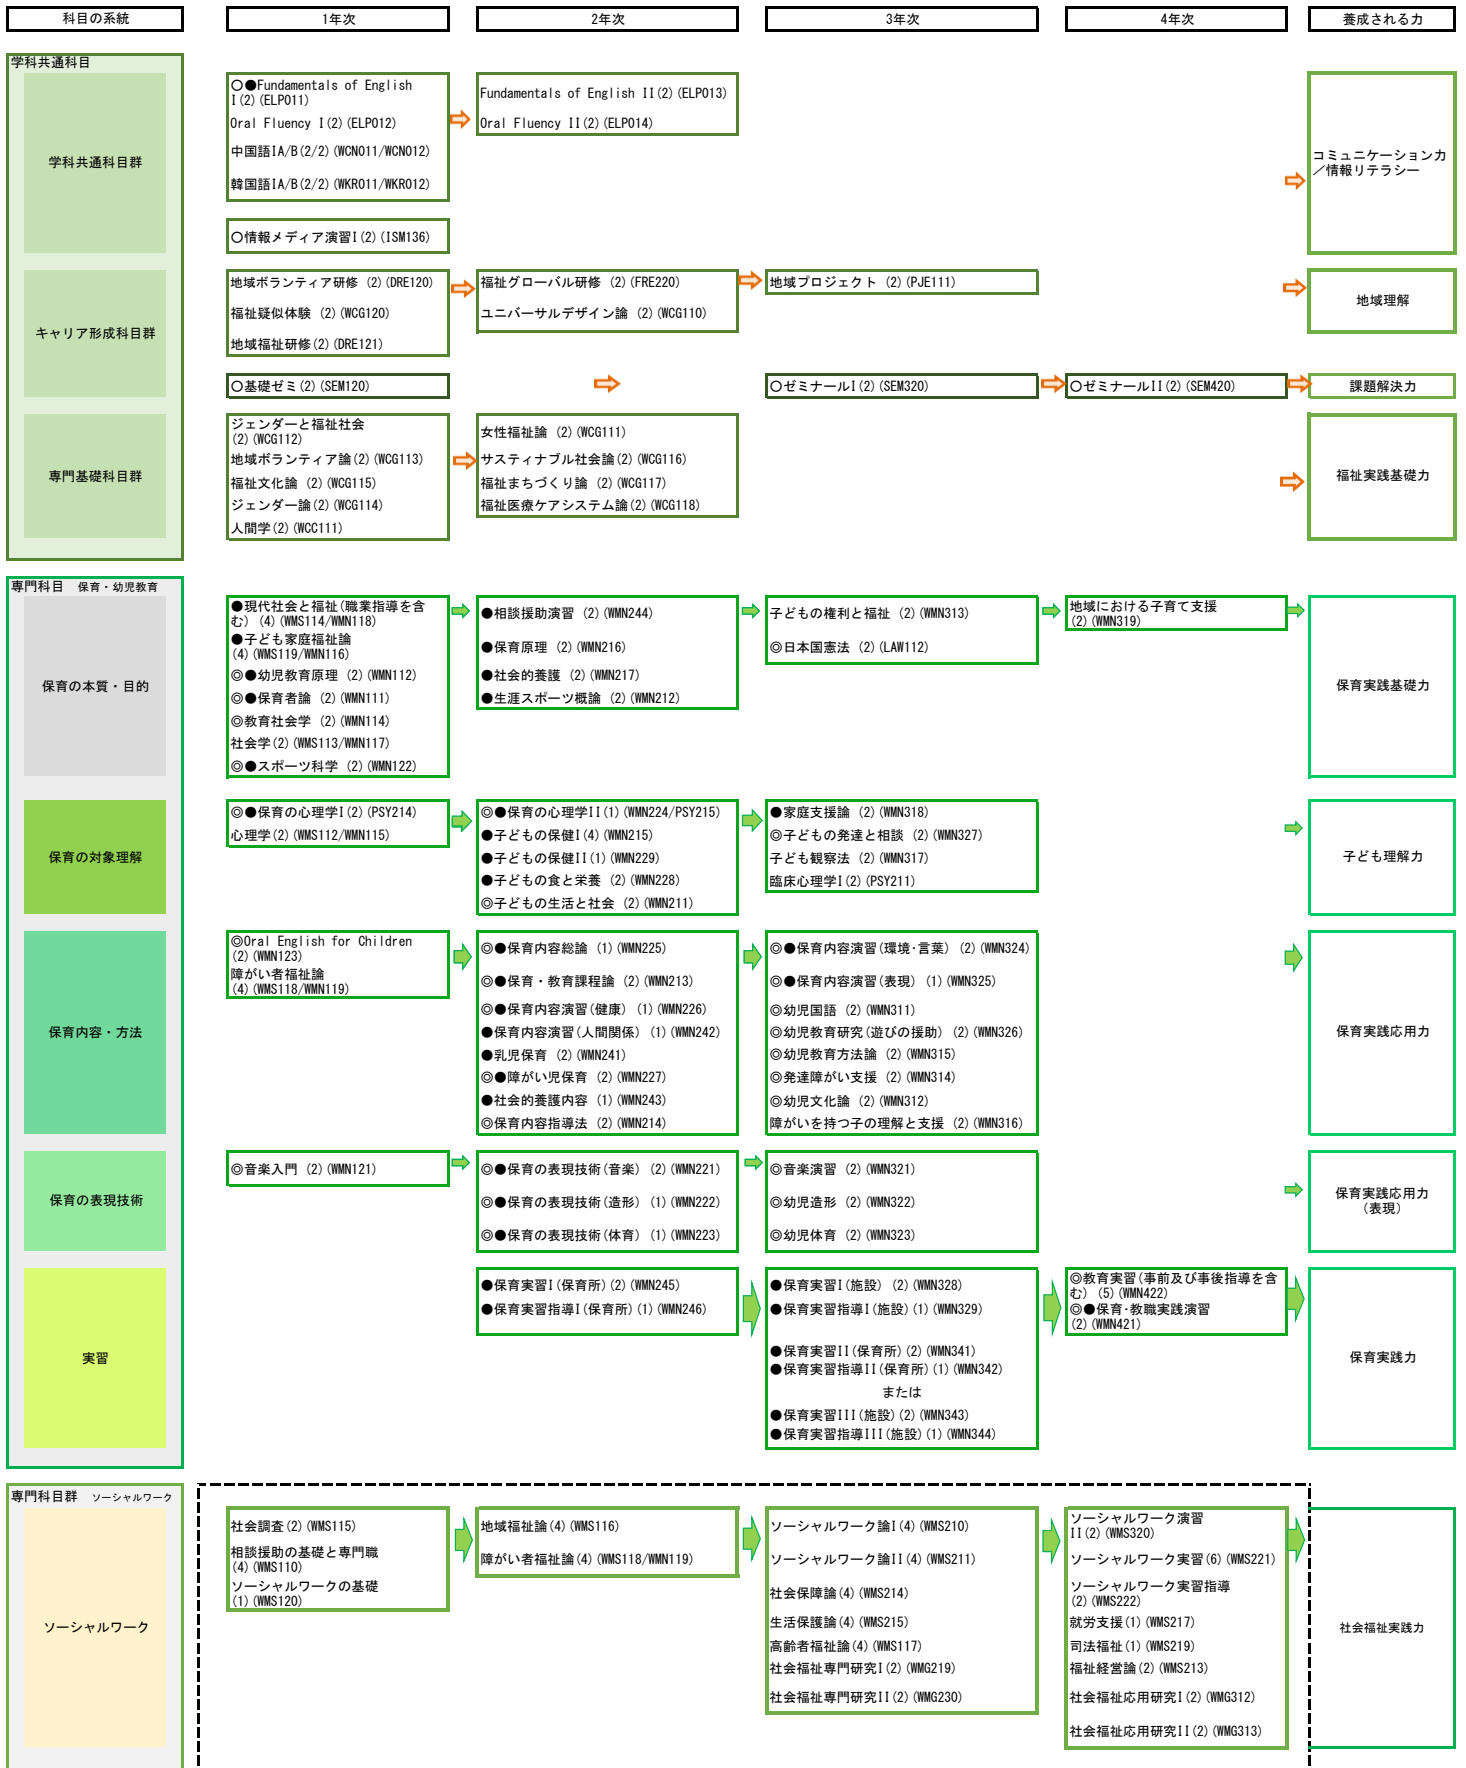 科目の系統
1年次
2年次
3年次
4年次
養成される力
学科共通科目
学科共通科目群
○●Fundamentals of English
I(2)(ELP011)
Oral Fluency I(2)(ELP012)
中国語IA/B(2/2)(WCN011/WCN012)
韓国語IA/B(2/2)(WKR011/WKR012)
Fundamentals of English II(2)(ELP013)
Oral Fluency II(2)(ELP014)
○情報メディア演習I(2)(ISM136)
コミュニケーション力
／情報リテラシー
キャリア形成科目群
地域ボランティア研修 (2)(DRE120)
福祉疑似体験 (2)(WCG120)
地域福祉研修(2)(DRE121)
福祉グローバル研修 (2)(FRE220)
ユニバーサルデザイン論 (2)(WCG110)
地域プロジェクト (2)(PJE111)
地域理解
○基礎ゼミ(2)(SEM120)
○ゼミナールI(2)(SEM320)
○ゼミナールII(2)(SEM420)
課題解決力
専門基礎科目群
ジェンダーと福祉社会
(2)(WCG112)
地域ボランティア論(2)(WCG113)
福祉文化論 (2)(WCG115)
ジェンダー論(2)(WCG114)
人間学(2)(WCC111)
女性福祉論 (2)(WCG111)
サスティナブル社会論(2)(WCG116)
福祉まちづくり論 (2)(WCG117)
福祉医療ケアシステム論(2)(WCG118)
福祉実践基礎力
専門科目 保育・幼児教育
保育の本質・目的
●現代社会と福祉(職業指導を含
む) (4)(WMS114/WMN118)
●子ども家庭福祉論
(4)(WMS119/WMN116)
◎●幼児教育原理 (2)(WMN112)
◎●保育者論 (2)(WMN111)
◎教育社会学 (2)(WMN114)
社会学(2)(WMS113/WMN117)
◎●スポーツ科学 (2)(WMN122)
●相談援助演習 (2)(WMN244)
●保育原理 (2)(WMN216)
●社会的養護 (2)(WMN217)
●生涯スポーツ概論 (2)(WMN212)
子どもの権利と福祉 (2)(WMN313)
◎日本国憲法 (2)(LAW112)
地域における子育て支援
(2)(WMN319)
保育実践基礎力
保育の対象理解
◎●保育の心理学I(2)(PSY214)
心理学(2)(WMS112/WMN115)
◎●保育の心理学II(1)(WMN224/PSY215)
●子どもの保健I(4)(WMN215)
●子どもの保健II(1)(WMN229)
●子どもの食と栄養 (2)(WMN228)
◎子どもの生活と社会 (2)(WMN211)
●家庭支援論 (2)(WMN318)
◎子どもの発達と相談 (2)(WMN327)
子ども観察法 (2)(WMN317)
臨床心理学I(2)(PSY211)
子ども理解力
保育内容・方法
◎Oral English for Children
(2)(WMN123)
障がい者福祉論
(4)(WMS118/WMN119)
◎●保育内容総論 (1)(WMN225)
◎●保育・教育課程論 (2)(WMN213)
◎●保育内容演習(健康) (1)(WMN226)
●保育内容演習(人間関係) (1)(WMN242)
●乳児保育 (2)(WMN241)
◎●障がい児保育 (2)(WMN227)
●社会的養護内容 (1)(WMN243)
◎保育内容指導法 (2)(WMN214)
◎●保育内容演習(環境・言葉) (2)(WMN324)
◎●保育内容演習(表現) (1)(WMN325)
◎幼児国語 (2)(WMN311)
◎幼児教育研究(遊びの援助) (2)(WMN326)
◎幼児教育方法論 (2)(WMN315)
◎発達障がい支援 (2)(WMN314)
◎幼児文化論 (2)(WMN312)
障がいを持つ子の理解と支援 (2)(WMN316)
保育実践応用力
保育の表現技術
◎音楽入門 (2)(WMN121)
◎●保育の表現技術(音楽) (2)(WMN221)
◎●保育の表現技術(造形) (1)(WMN222)
◎●保育の表現技術(体育) (1)(WMN223)
◎音楽演習 (2)(WMN321)
◎幼児造形 (2)(WMN322)
◎幼児体育 (2)(WMN323)
保育実践応用力
(表現)
実習
●保育実習I(保育所)(2)(WMN245)
●保育実習指導I(保育所)(1)(WMN246)
●保育実習I(施設) (2)(WMN328)
●保育実習指導I(施設)(1)(WMN329)
●保育実習II(保育所)(2)(WMN341)
●保育実習指導II(保育所)(1)(WMN342)
または
●保育実習III(施設)(2)(WMN343)
●保育実習指導III(施設)(1)(WMN344)
◎教育実習(事前及び事後指導を含
む) (5)(WMN422)
◎●保育・教職実践演習
(2)(WMN421)
保育実践力
専門科目群 ソーシャルワーク
ソーシャルワーク
社会調査(2)(WMS115)
相談援助の基礎と専門職
(4)(WMS110)
ソーシャルワークの基礎
(1)(WMS120)
地域福祉論(4)(WMS116)
障がい者福祉論(4)(WMS118/WMN119)
ソーシャルワーク論I(4)(WMS210)
ソーシャルワーク論II(4)(WMS211)
社会保障論(4)(WMS214)
生活保護論(4)(WMS215)
高齢者福祉論(4)(WMS117)
社会福祉専門研究I(2)(WMG219)
社会福祉専門研究II(2)(WMG230)
ソーシャルワーク演習
II(2)(WMS320)
ソーシャルワーク実習(6)(WMS221)
ソーシャルワーク実習指導
(2)(WMS222)
就労支援(1)(WMS217)
司法福祉(1)(WMS219)
福祉経営論(2)(WMS213)
社会福祉応用研究I(2)(WMG312)
社会福祉応用研究II(2)(WMG313)
社会福祉実践力